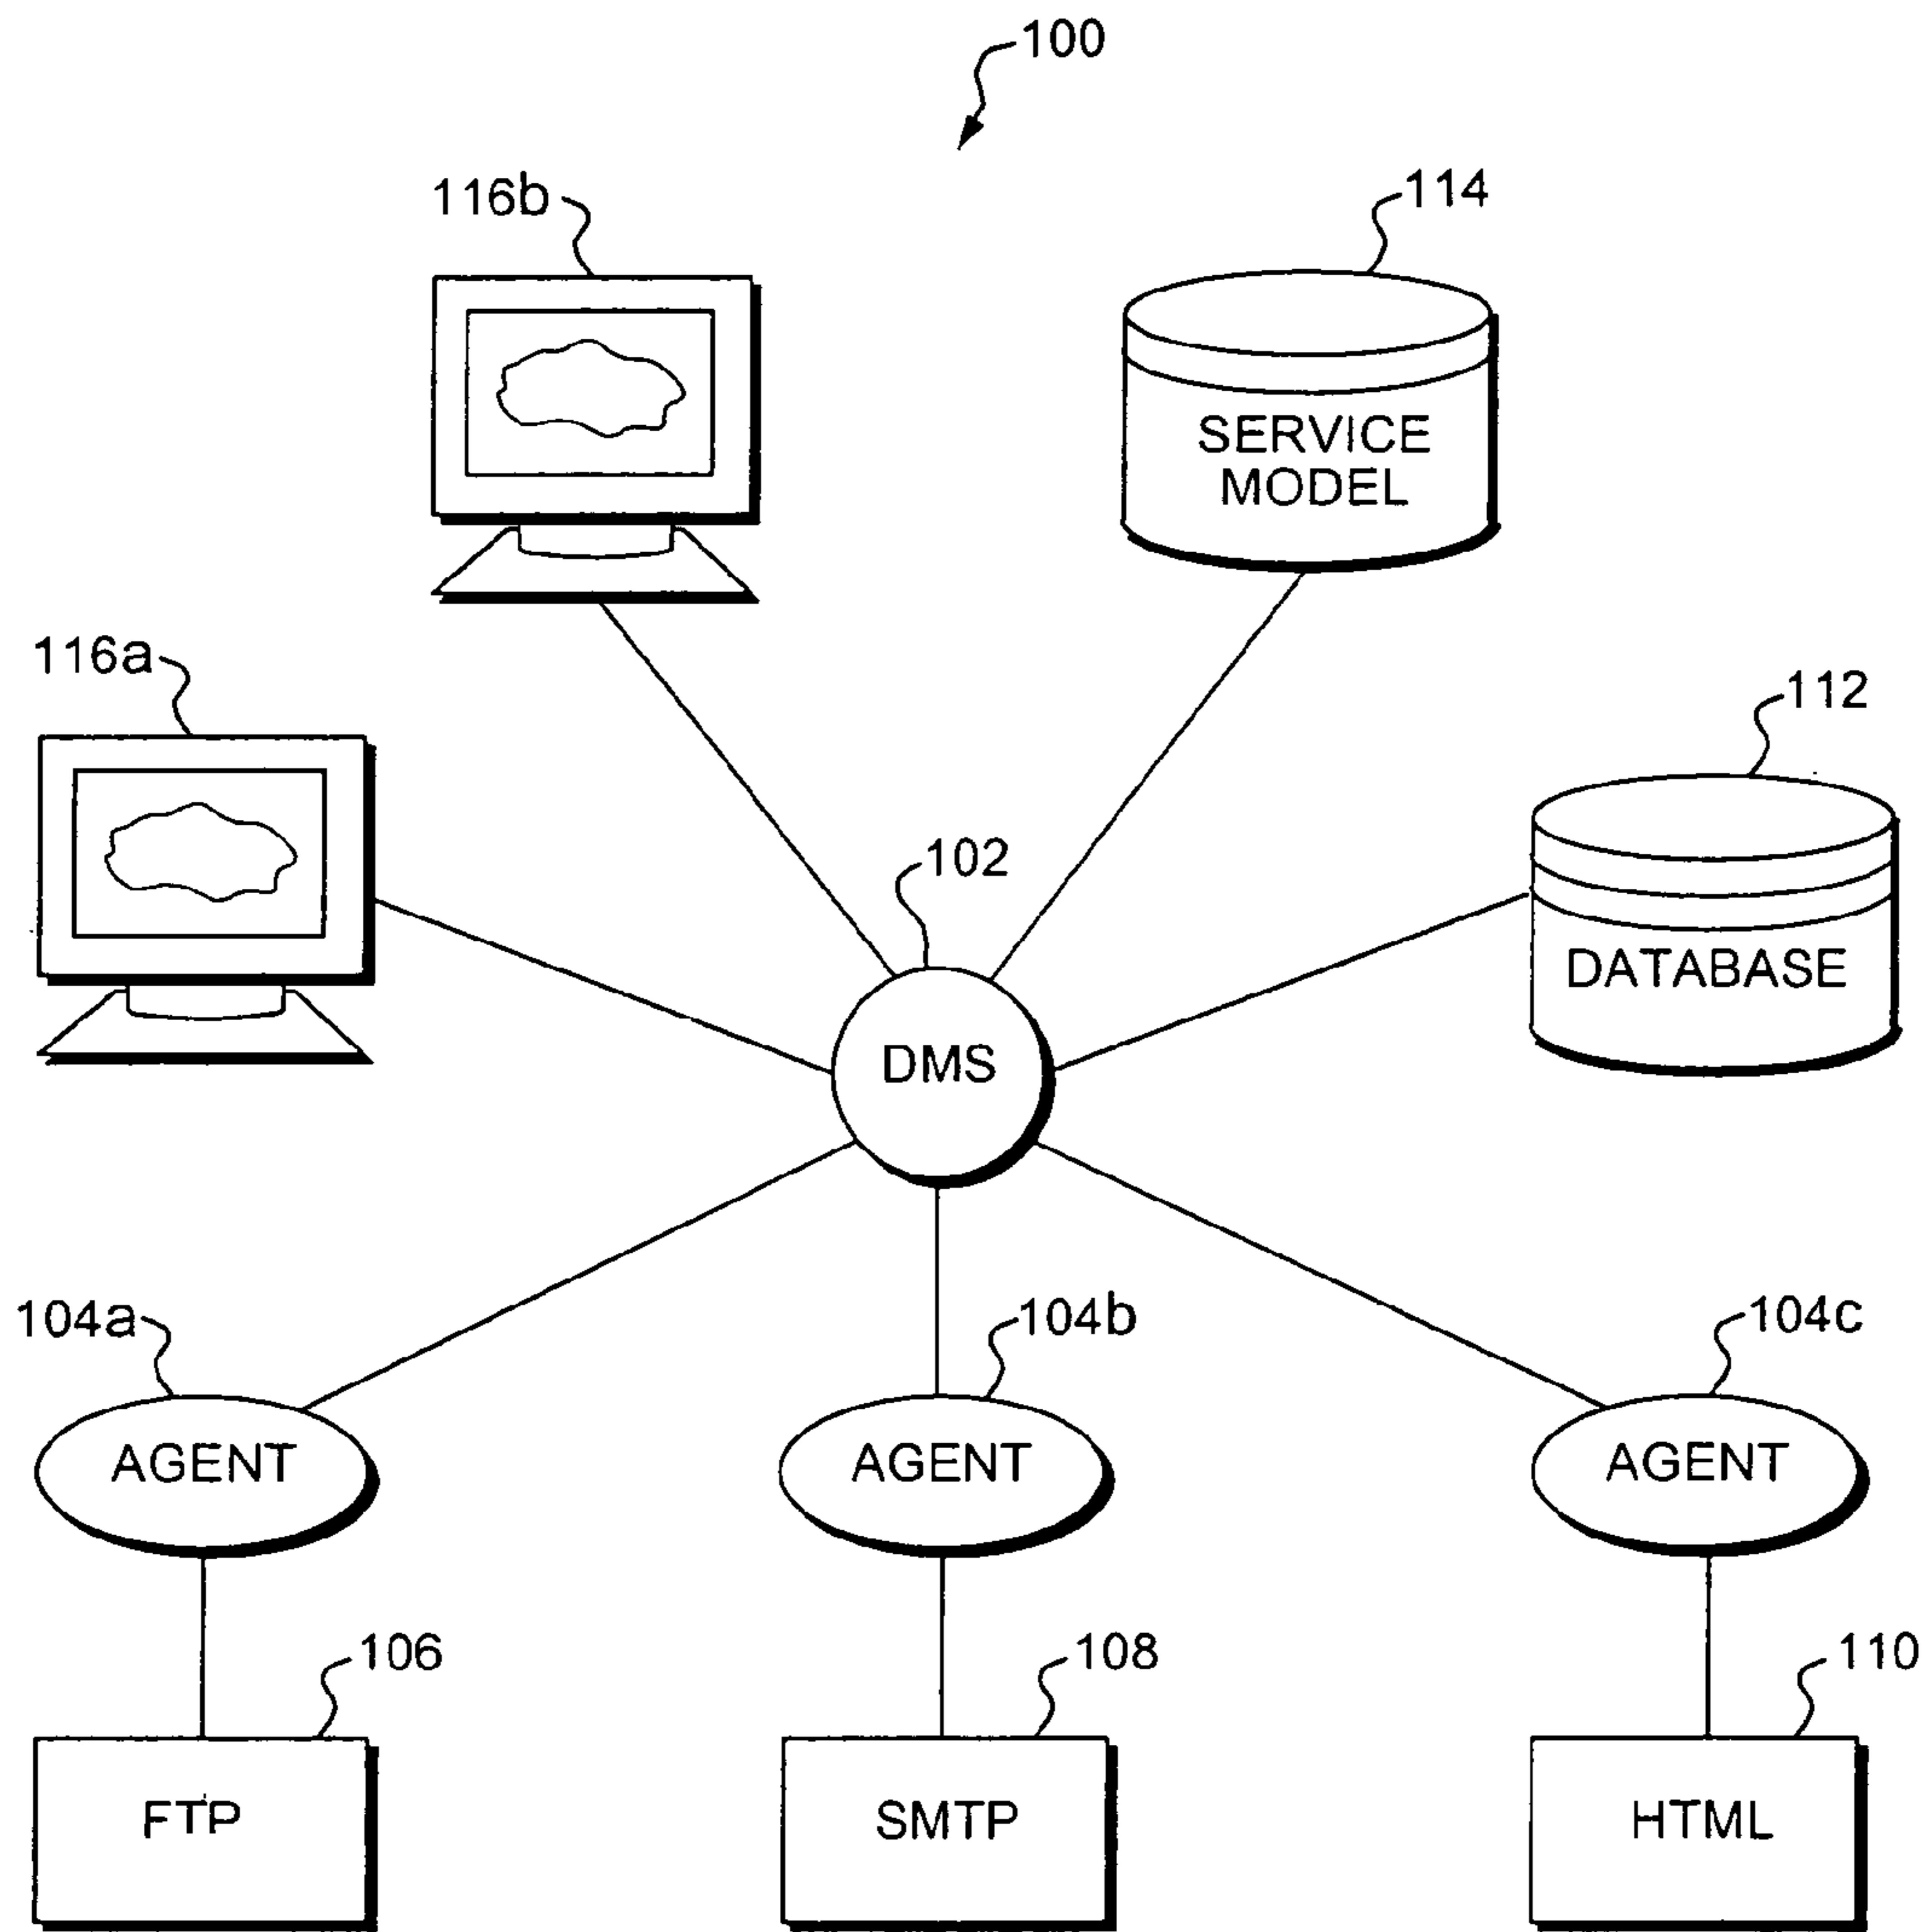 100
116b
114
SERVICE
MODEL
116a
112
102
DATABASE
DMS
104a
104b
104c
AGENT
AGENT
AGENT
106
108
110
FTP
SMTP
HTML